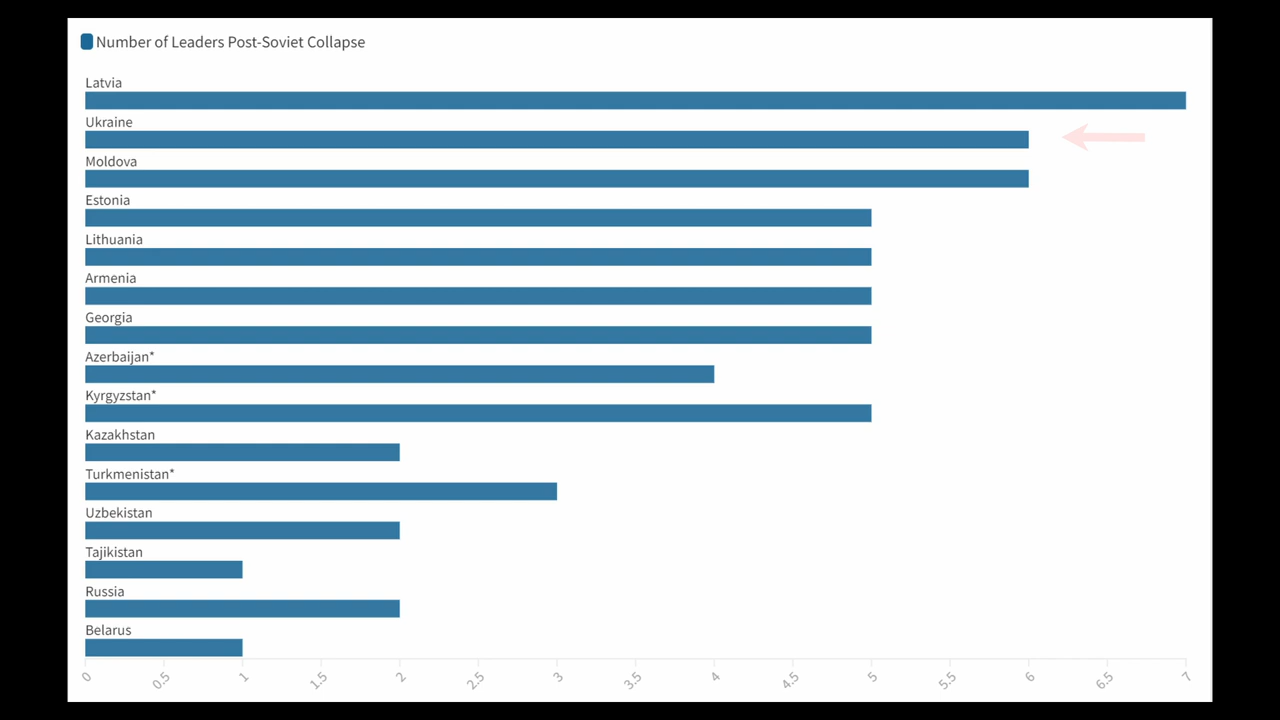 Number of Leaders Post-Soviet Collapse
Latvia
Ukraine
Moldova
Estonia
Lithuania
Armenia
Georgia
Azerbaijan*
Kyrgyzstan*
Kazakhstan
Turkmenistan*
Uzbekistan
Tajikistan
Russia
Belarus
0 0.5 1 1.5 2 2.5 3 3.5 4 4.5 5 5.5 6 6.5 7